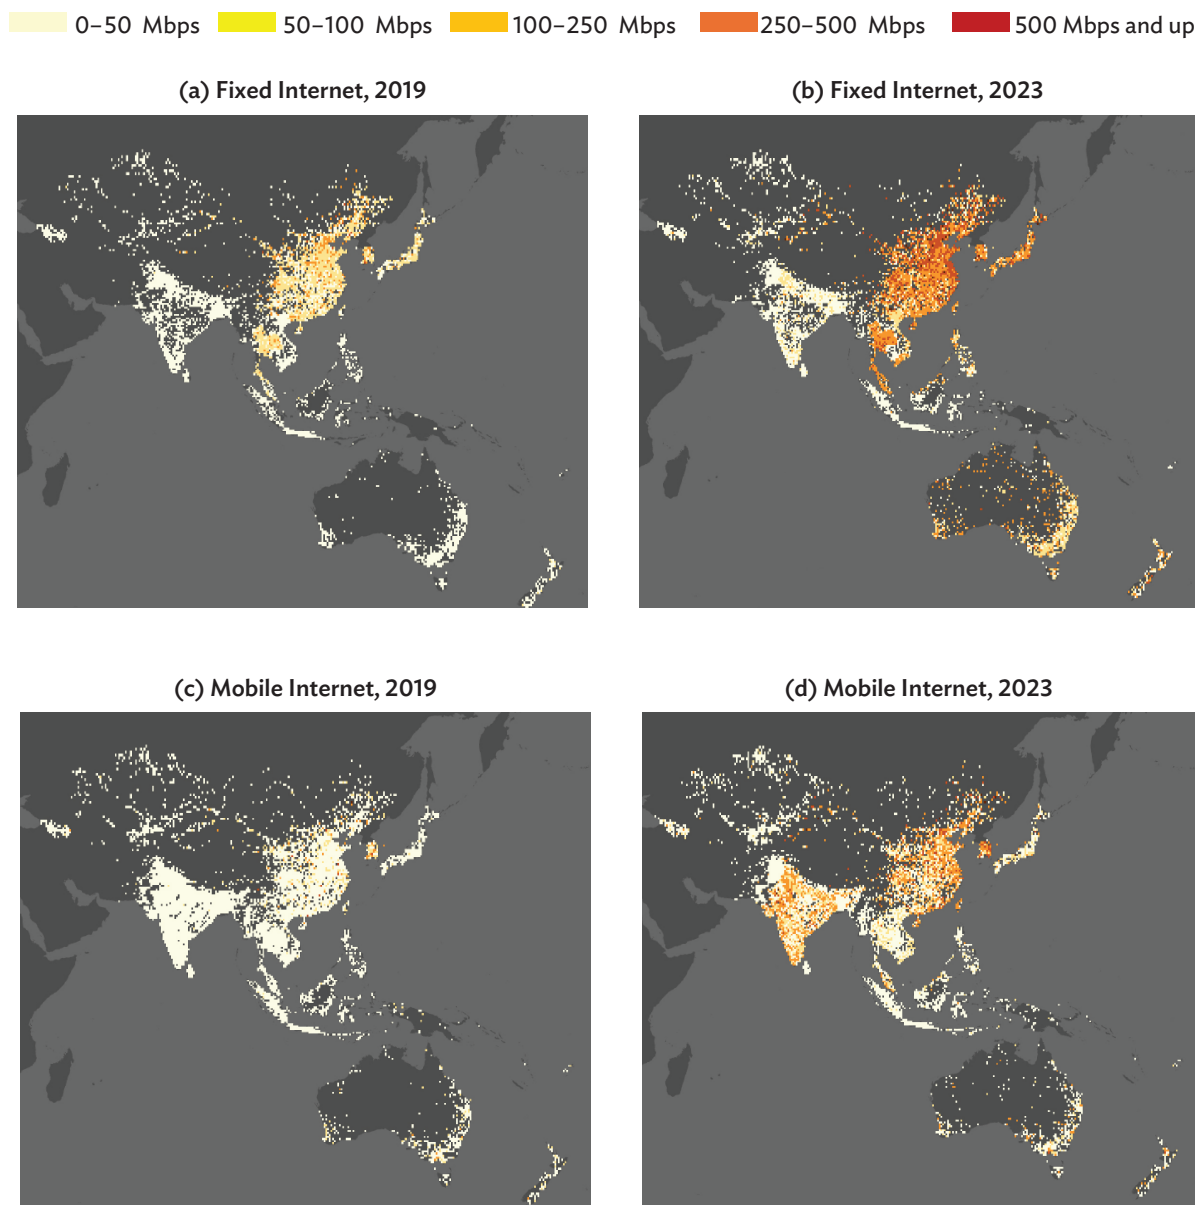 0–50 Mbps 50–100 Mbps 100–250 Mbps 250–500 Mbps 500 Mbps and up
(a) Fixed Internet, 2019
(b) Fixed Internet, 2023
(c) Mobile Internet, 2019
(d) Mobile Internet, 2023